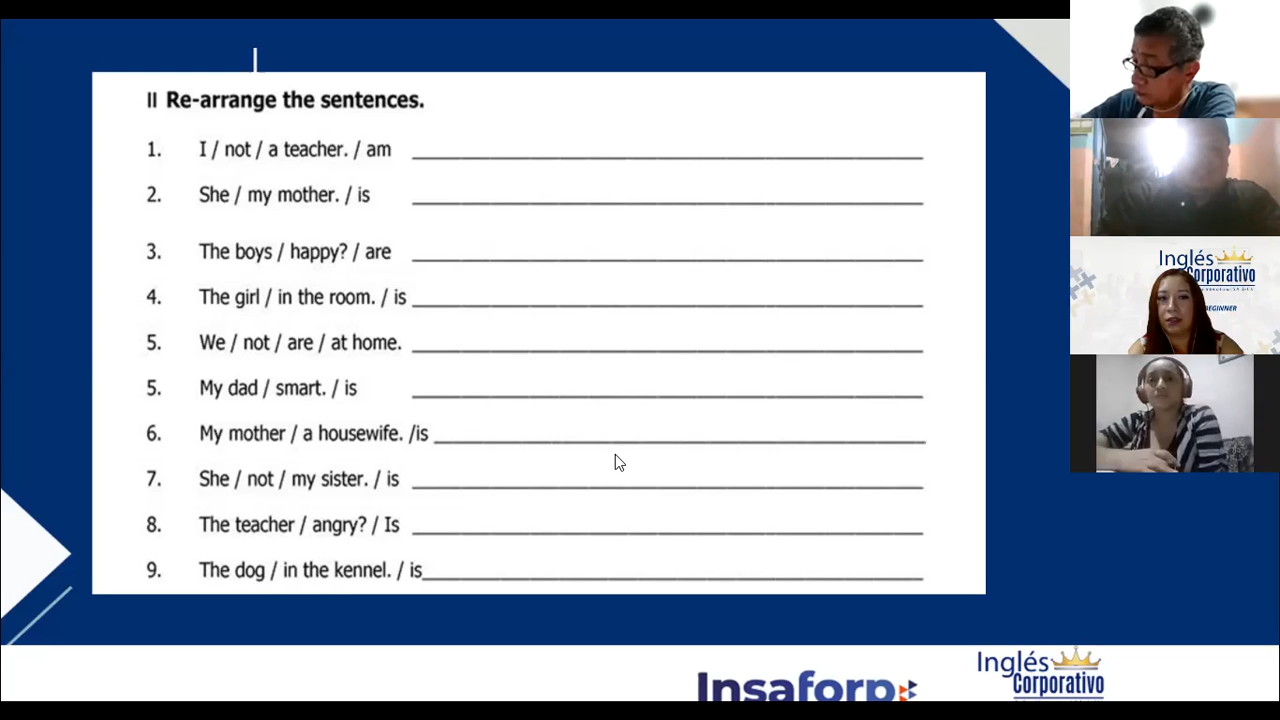 II Re-arrange the sentences.
1. I / not / a teacher. / am
2. She / my mother. / is
3. The boys / happy? / are
4. The girl / in the room. / is
5. We / not / are / at home.
5. My dad / smart. / is
6. My mother / a housewife. /is
7. She / not / my sister. / is
8. The teacher / angry? / Is
9. The dog / in the kennel. / is
Inglés
Corporativo
BEGINNER
Insaforp
Inglés
Corporativo